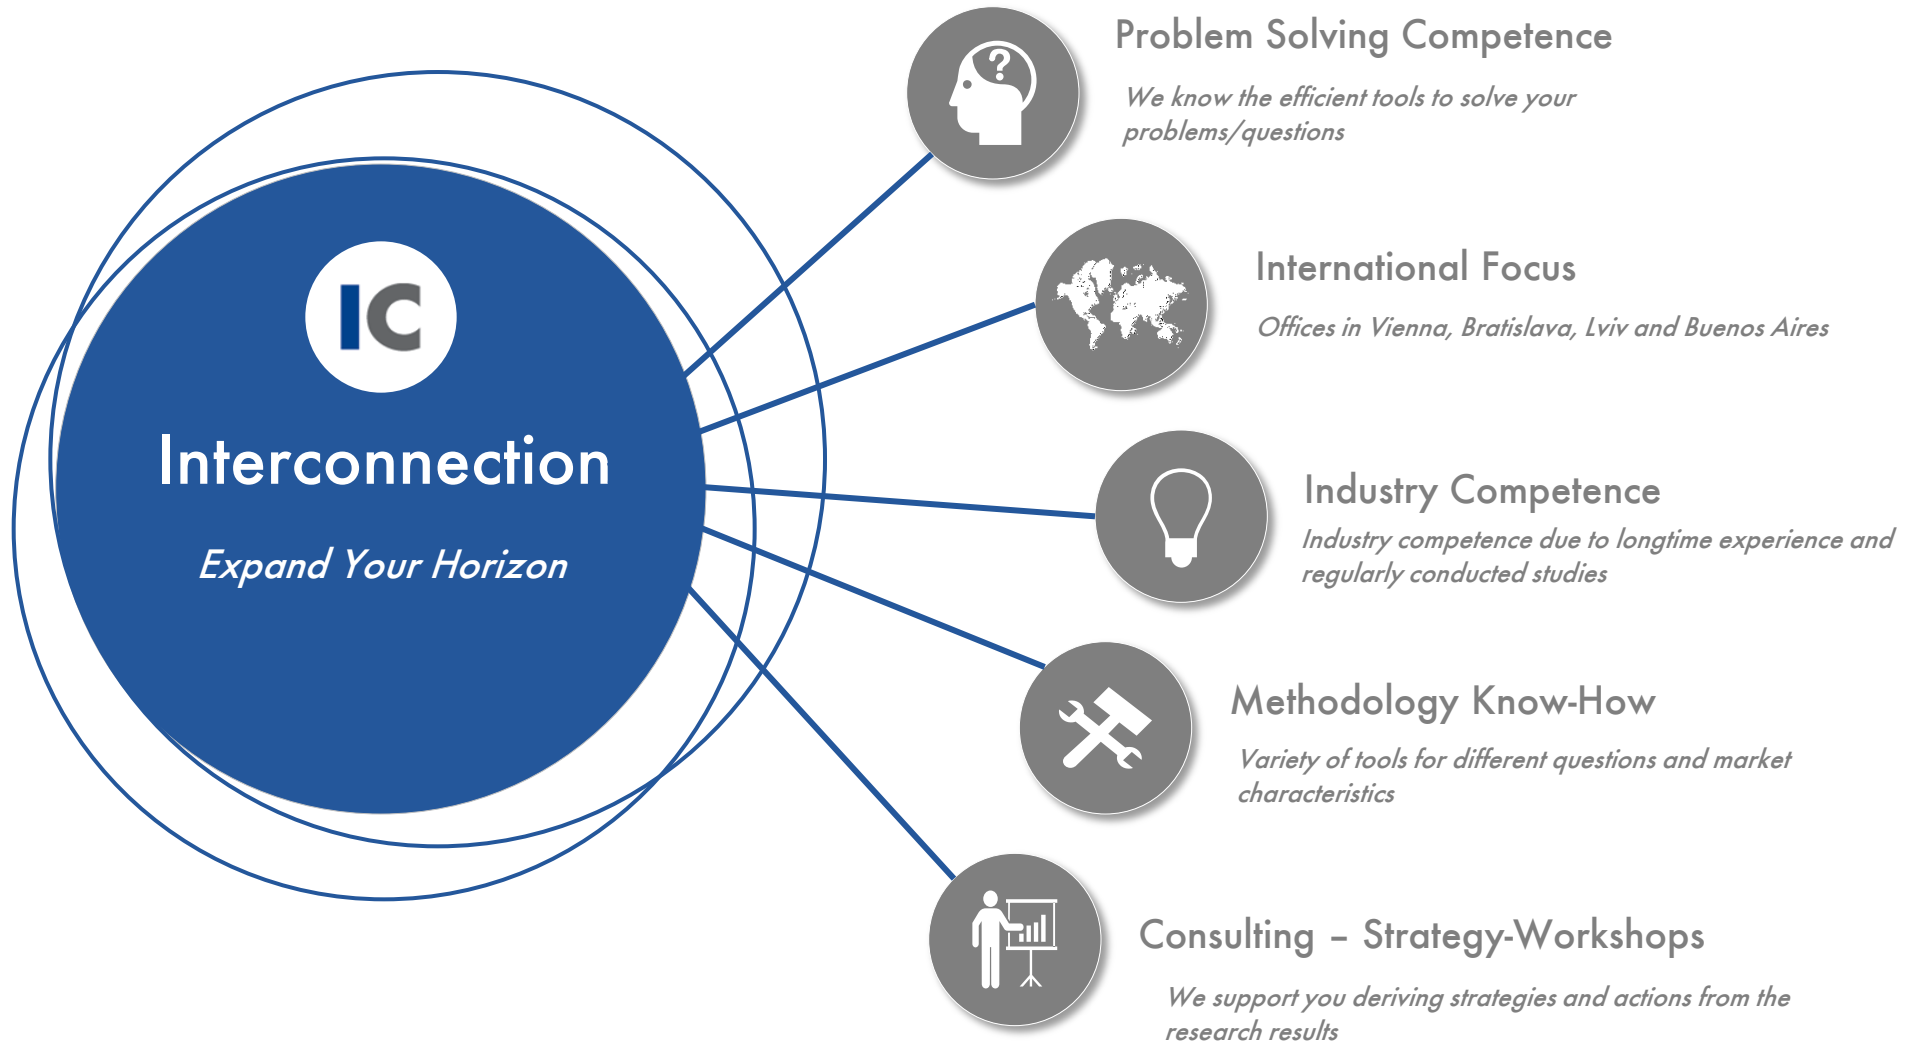 IC
Interconnection
Expand Your Horizon
?
Problem Solving Competence
We know the efficient tools to solve your
problems/questions
International Focus
Offices in Vienna, Bratislava, Lviv and Buenos Aires
Industry Competence
Industry competence due to longtime experience and
regularly conducted studies
Methodology Know-How
Variety of tools for different questions and market
characteristics
Consulting – Strategy-Workshops
We support you deriving strategies and actions from the
research results